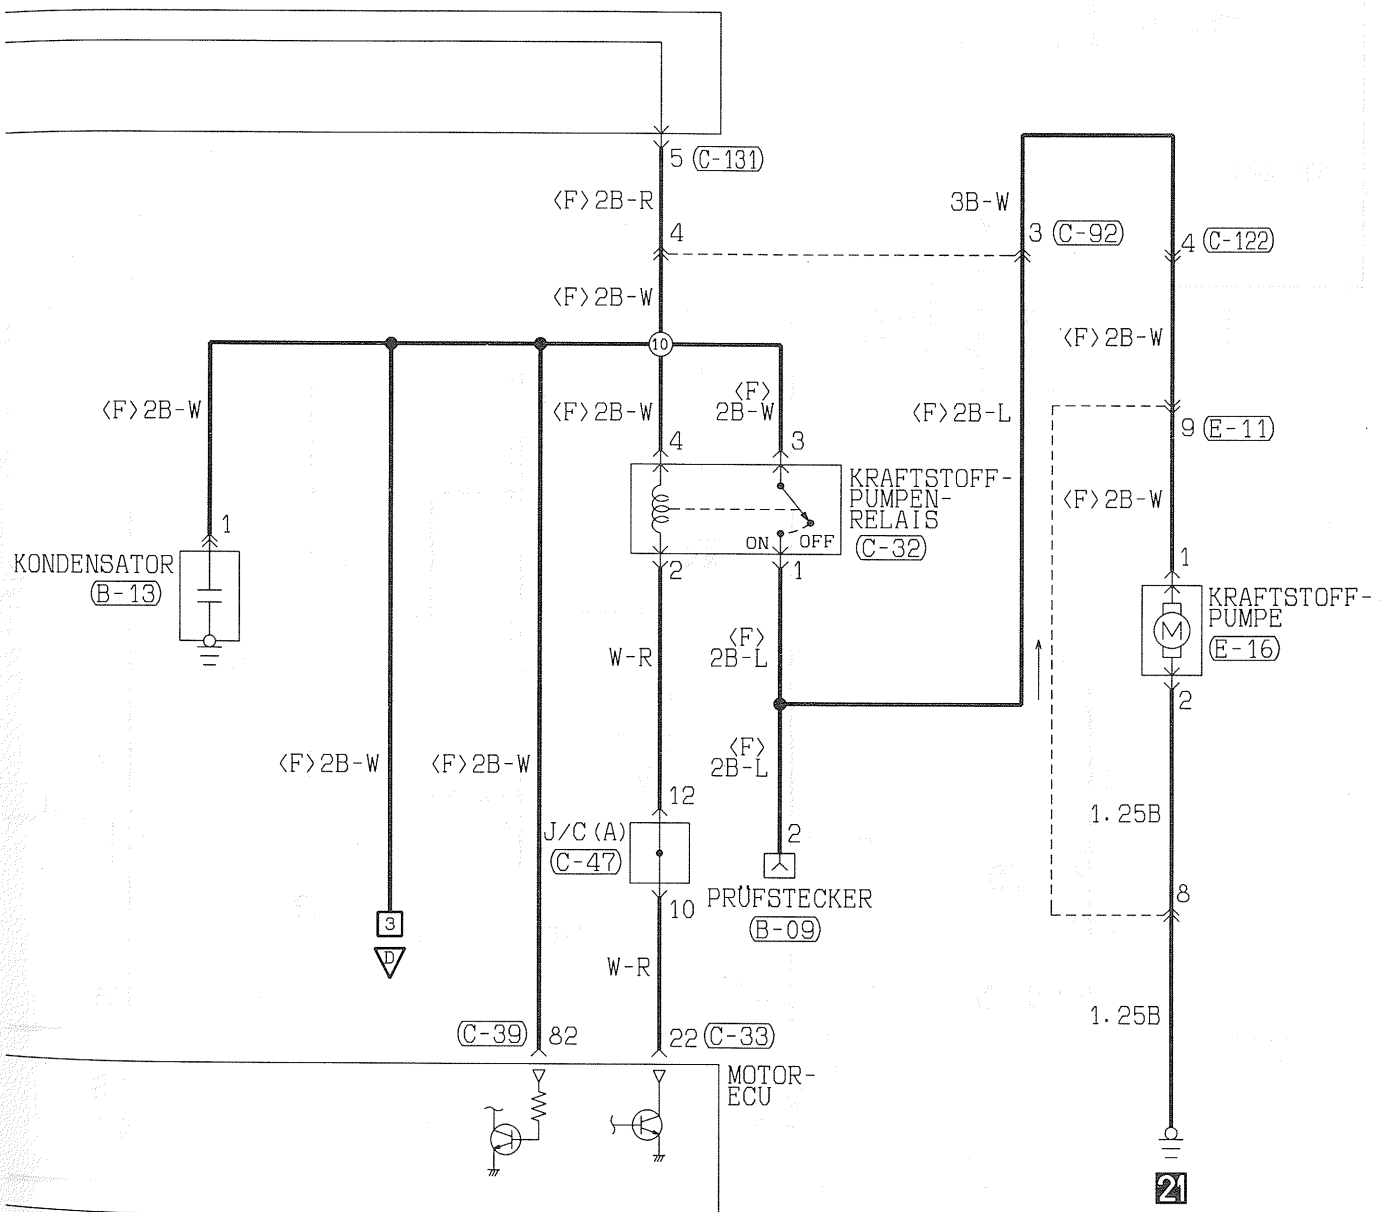 5 (C-131)
<F>2B-R
3B-W
4
3 (C-92)
4 (C-122)
<F>2B-W
10
<F>2B-W
<F>2B-W
<F>2B-W
<F>
2B-W
<F>2B-L
9 (E-11)
4
3
KRAFTSTOFF-
PUMPEN-
RELAIS
(C-32)
ON OFF
<F>2B-W
1
KONDENSATOR
(B-13)
2
1
1
KRAFTSTOFF-
PUMPE
(E-16)
M
2
W-R
<F>
2B-L
<F>2B-W
<F>2B-W
<F>
2B-L
12
J/C(A)
(C-47)
10
2
PRÜFSTECKER
(B-09)
1.25B
8
3
D
W-R
1.25B
(C-39) 82
22 (C-33)
MOTOR-
ECU
21